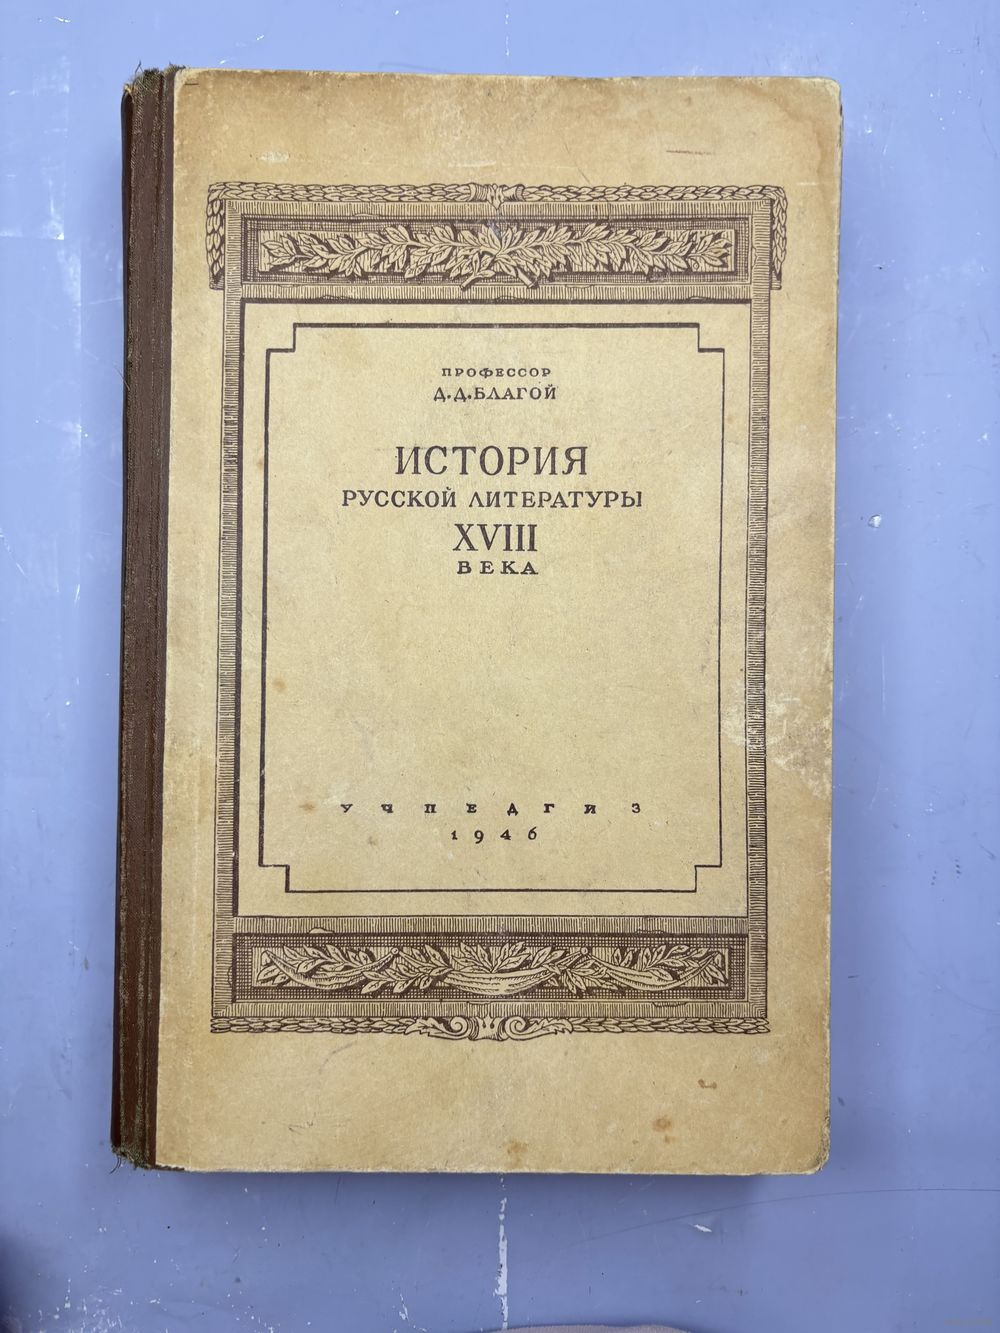 ПРОФЕССОР
Д.Д.БЛАГОЙ
ИСТОРИЯ
РУССКОЙ ЛИТЕРАТУРЫ
XVIII
ВЕКА
УЧПЕДГИЗ
1946